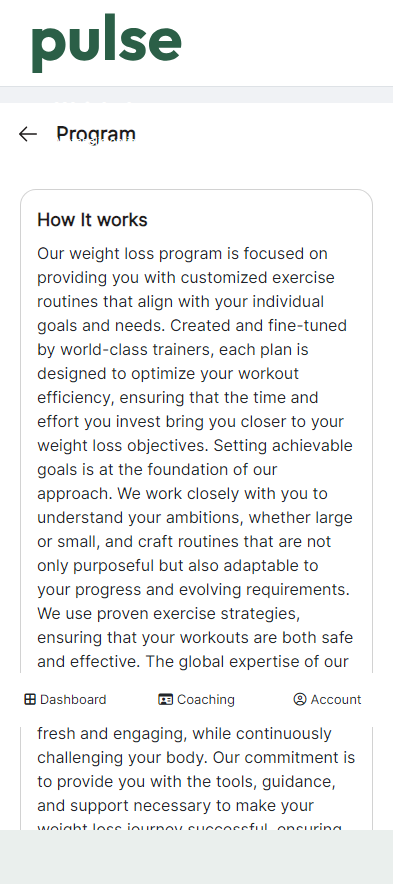 pulse
Program
How It works
Our weight loss program is focused on
providing you with customized exercise
routines that align with your individual
goals and needs. Created and fine-tuned
by world-class trainers, each plan is
designed to optimize your workout
efficiency, ensuring that the time and
effort you invest bring you closer to your
weight loss objectives. Setting achievable
goals is at the foundation of our
approach. We work closely with you to
understand your ambitions, whether large
or small, and craft routines that are not
only purposeful but also adaptable to
your progress and evolving requirements.
We use proven exercise strategies,
ensuring that your workouts are both safe
and effective. The global expertise of our
Dashboard Coaching Account
fresh and engaging, while continuously
challenging your body. Our commitment is
to provide you with the tools, guidance,
and support necessary to make your
weight loss journey successful, ensuring